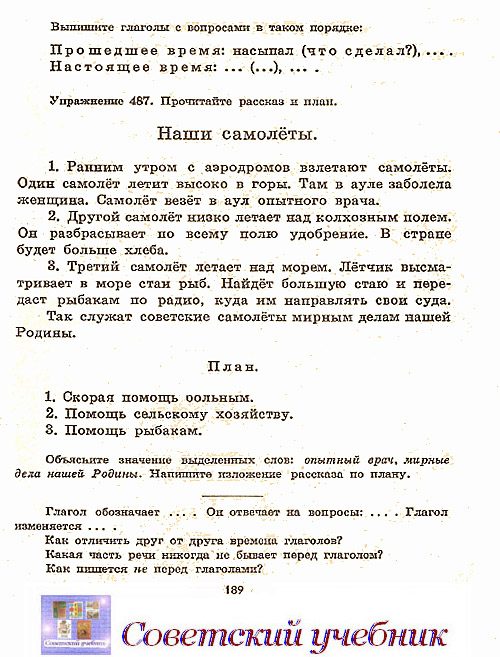 Выпишите глаголы с вопросами в таком порядке:
Прошедшее время: насыпал (что сделал?), ....
Настоящее время: ... (...), ... .
Упражнение 487. Прочитайте рассказ и план.
Наши самолёты.
1. Ранним утром с аэродромов взлетают самолёты.
Один самолёт летит высоко в горы. Там в ауле заболела
женщина. Самолёт везёт в аул опытного врача.
2. Другой самолёт низко летает над колхозным полем.
Он разбрасывает по всему полю удобрение. В стране
будет больше хлеба.
3. Третий самолёт летает над морем. Лётчик высма-
тривает в море стаи рыб. Найдёт большую стаю и пере-
даст рыбакам по радио, куда им направлять свои суда.
Так служат советские самолёты мирным делам нашей
Родины.
План.
1. Скорая помощь больным.
2. Помощь сельскому хозяйству.
3. Помощь рыбакам.
Объясните значение выделенных слов: опытный врач, мирные
дела нашей Родины. Напишите изложение рассказа по плану.
Глагол обозначает .... Он отвечает на вопросы: .... Глагол
изменяется ... .
Как отличить друг от друга времена глаголов?
Какая часть речи никогда не бывает перед глаголом?
Как пишется не перед глаголами?
189
Советский учебник